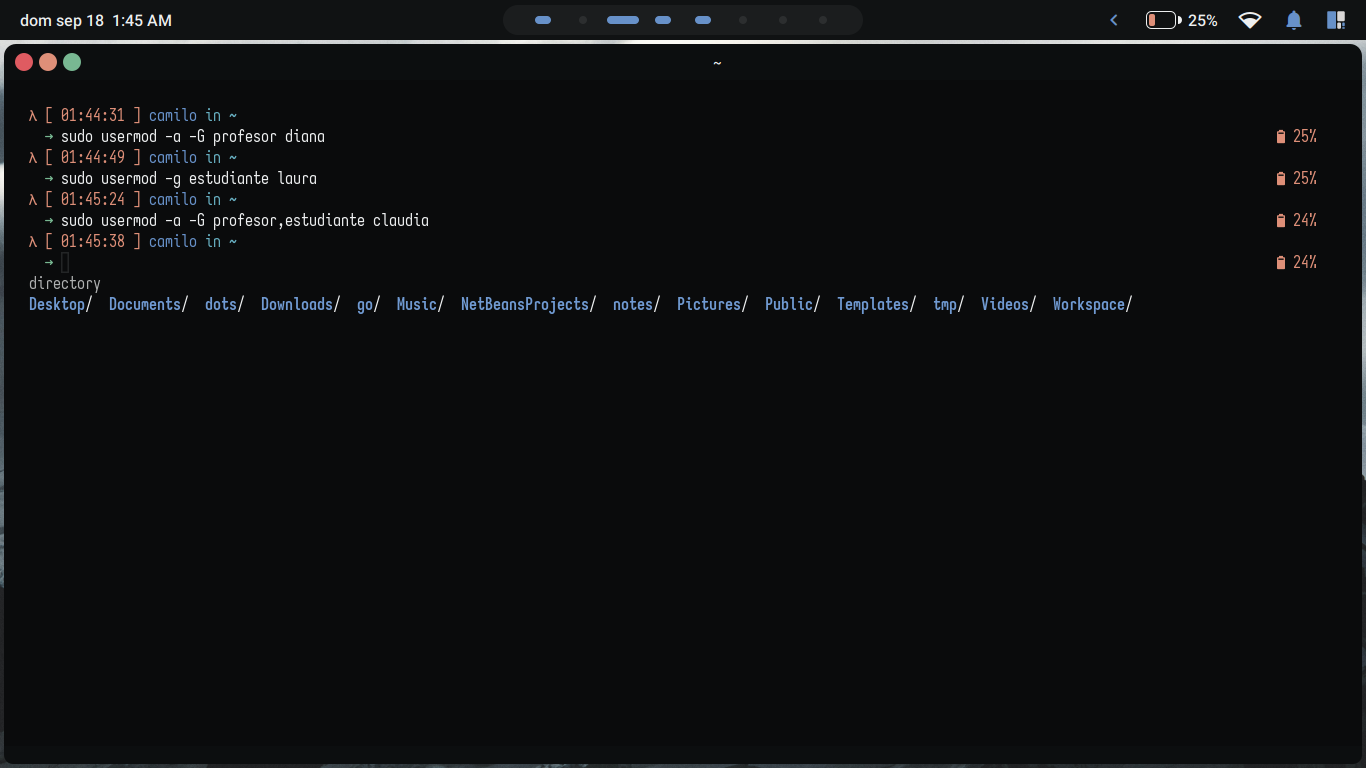 dom sep 18 1:45 AM 25%
~
λ [ 01:44:31 ] camilo in ~
→ sudo usermod -a -G profesor diana 25%
λ [ 01:44:49 ] camilo in ~
→ sudo usermod -g estudiante laura 25%
λ [ 01:45:24 ] camilo in ~
→ sudo usermod -a -G profesor,estudiante claudia 24%
λ [ 01:45:38 ] camilo in ~
→ 24%
directory
Desktop/ Documents/ dots/ Downloads/ go/ Music/ NetBeansProjects/ notes/ Pictures/ Public/ Templates/ tmp/ Videos/ Workspace/